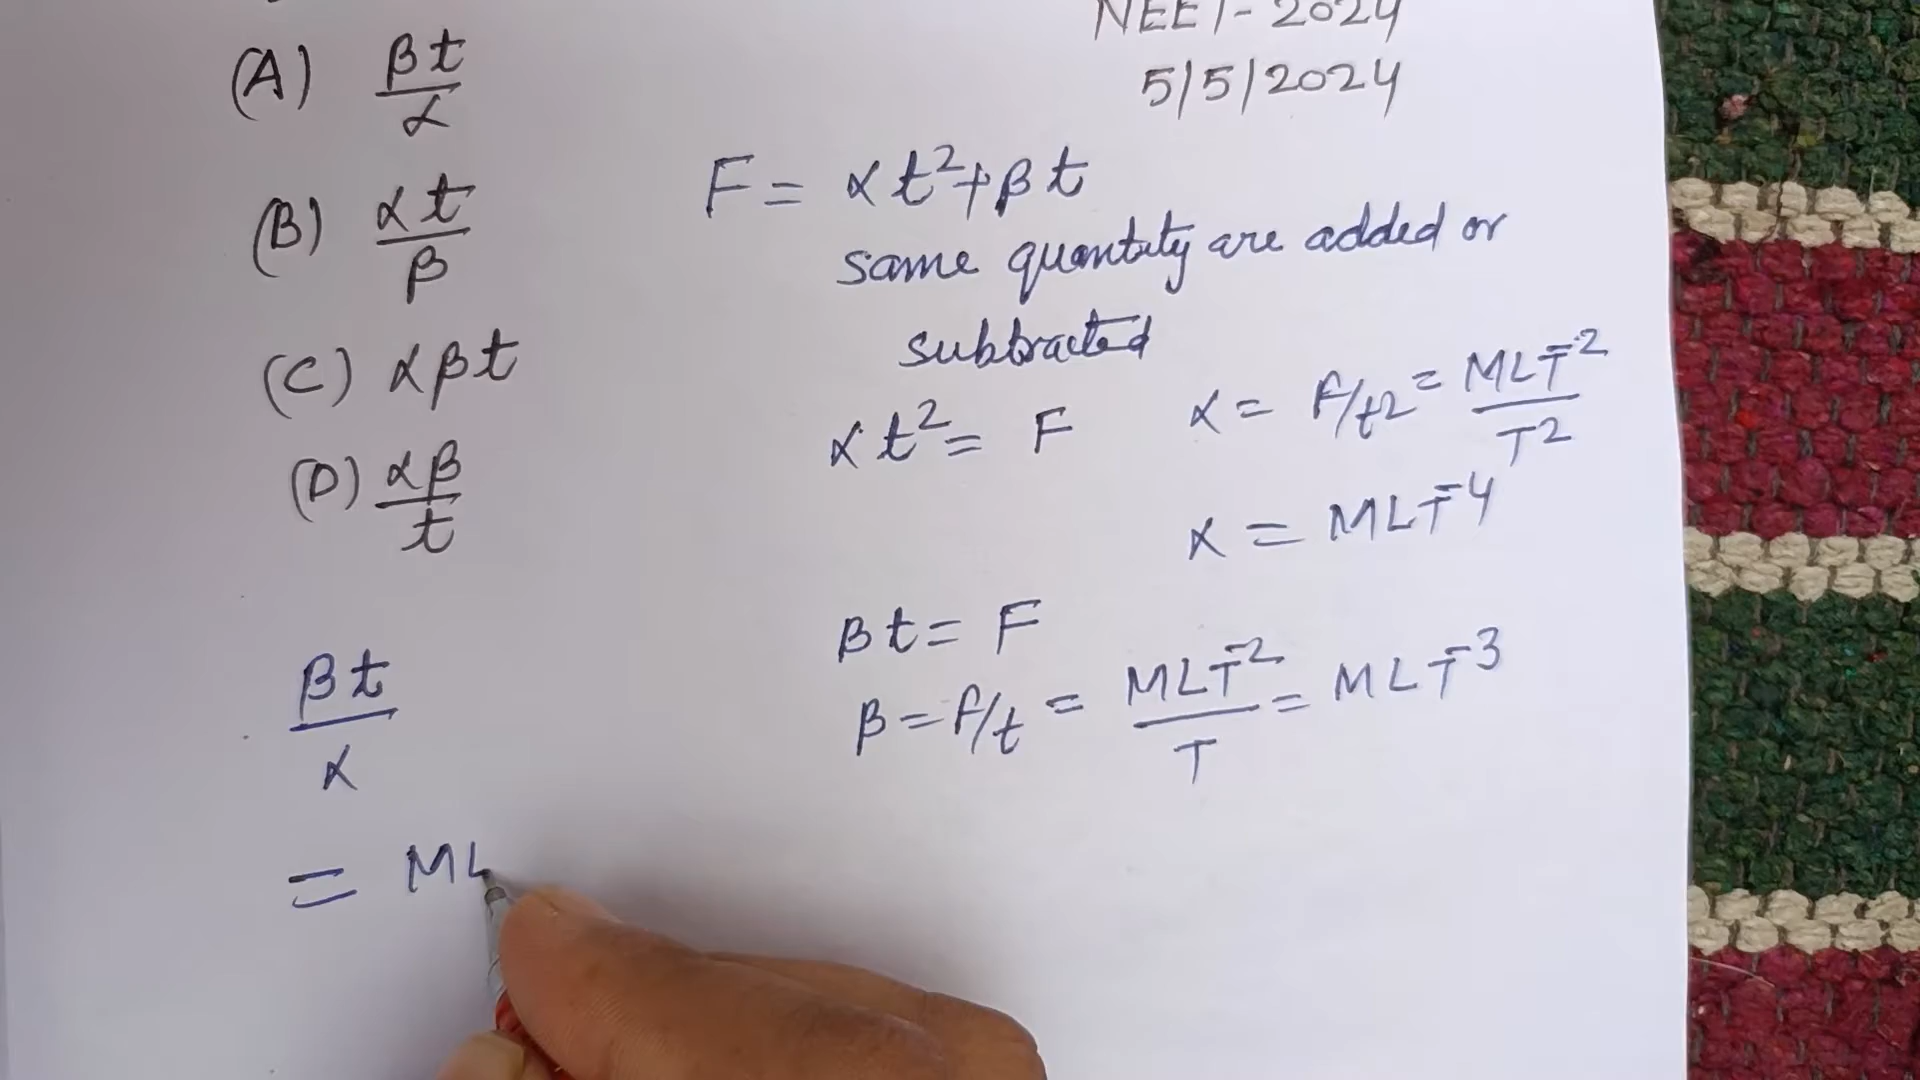 NEET-2024
5/5/2024
(A) βt/α
(B) αt/β
(C) αβt
(D) αβ/t
F = αt²+βt
same quantity are added or
subtracted
αt² = F
α = F/t2 = MLT⁻²/T²
α = MLT⁻⁴
βt = F
β = F/t = MLT⁻²/T = MLT⁻³
βt/α
= ML